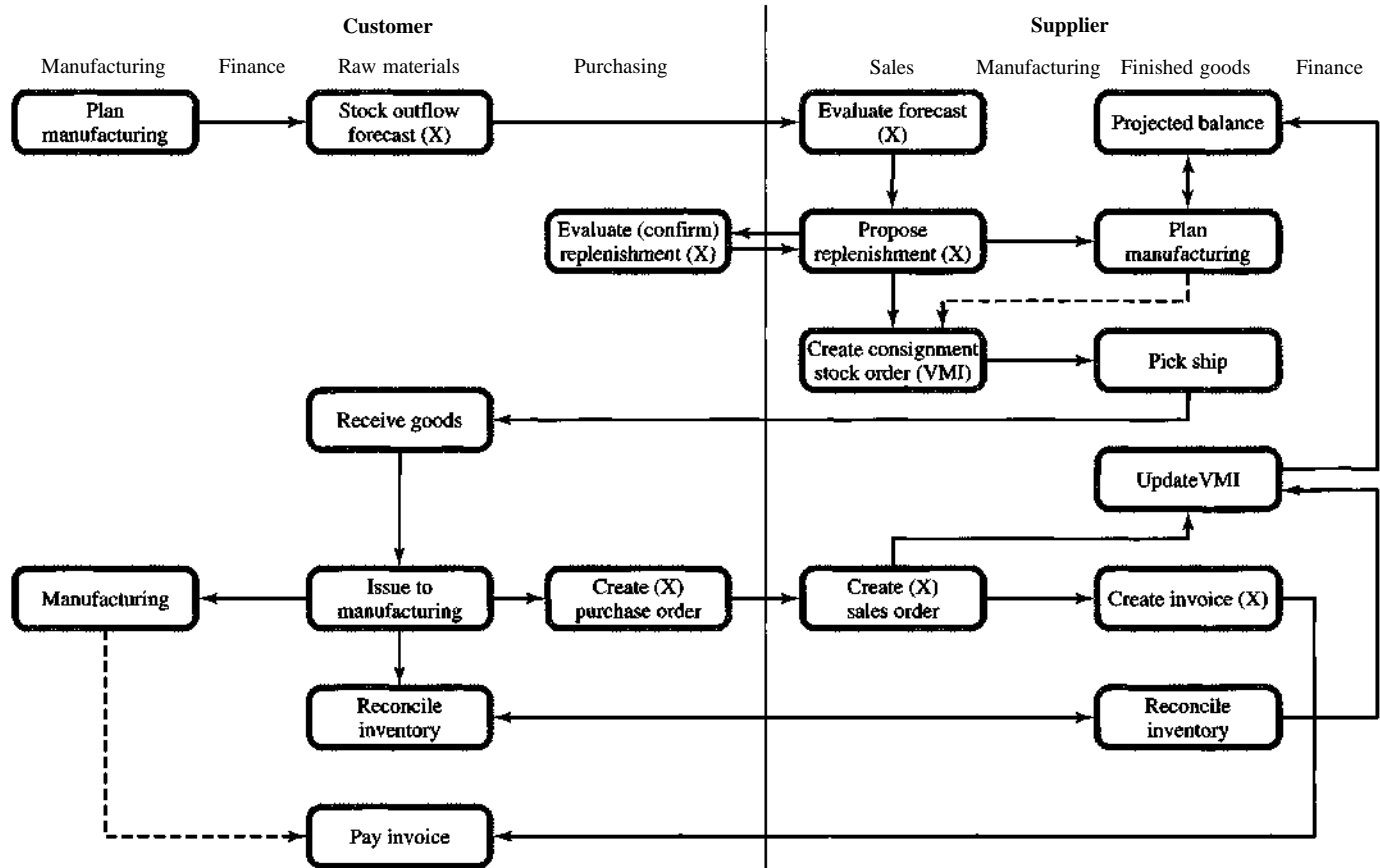 Customer
Supplier
Manufacturing
Finance
Raw materials
Purchasing
Sales
Manufacturing
Finished goods
Finance
Plan
manufacturing
Stock outflow
forecast (X)
Evaluate forecast
(X)
Projected balance
Evaluate (confirm)
replenishment (X)
Propose
replenishment (X)
Plan
manufacturing
Create consignment
stock order (VMI)
Pick ship
Receive goods
UpdateVMI
Manufacturing
Issue to
manufacturing
Create (X)
purchase order
Create (X)
sales order
Create invoice (X)
Reconcile
inventory
Reconcile
inventory
Pay invoice